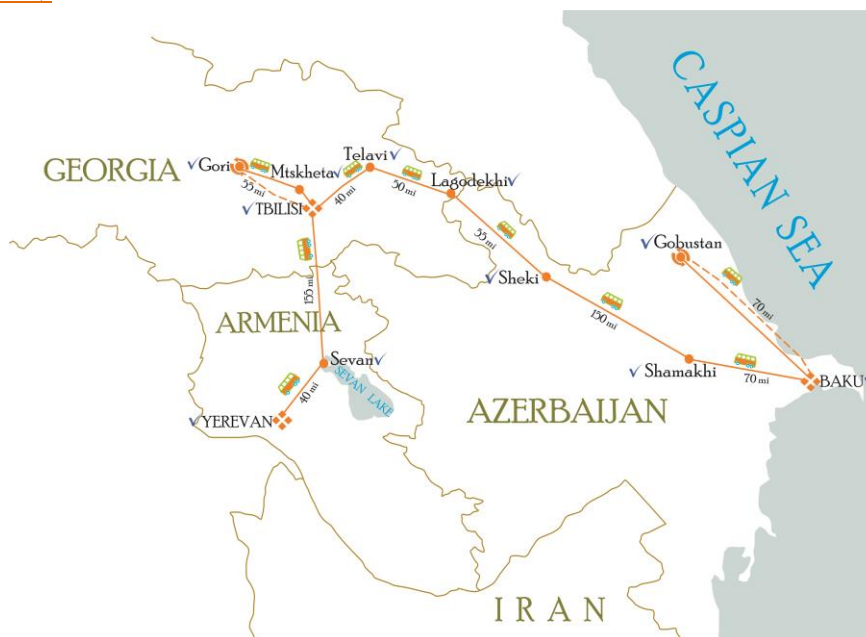 CASPIAN SEA
Telavi
Gori
Mtskheta
GEORGIA
55 mi
40 mi
50 mi
Lagodekhi
TBILISI
55 mi
Gobustan
Sheki
155 mi
70 mi
150 mi
ARMENIA
Sevan
Shamakhi
SEVAN LAKE
70 mi
BAKU
40 mi
YEREVAN
AZERBAIJAN
IRAN